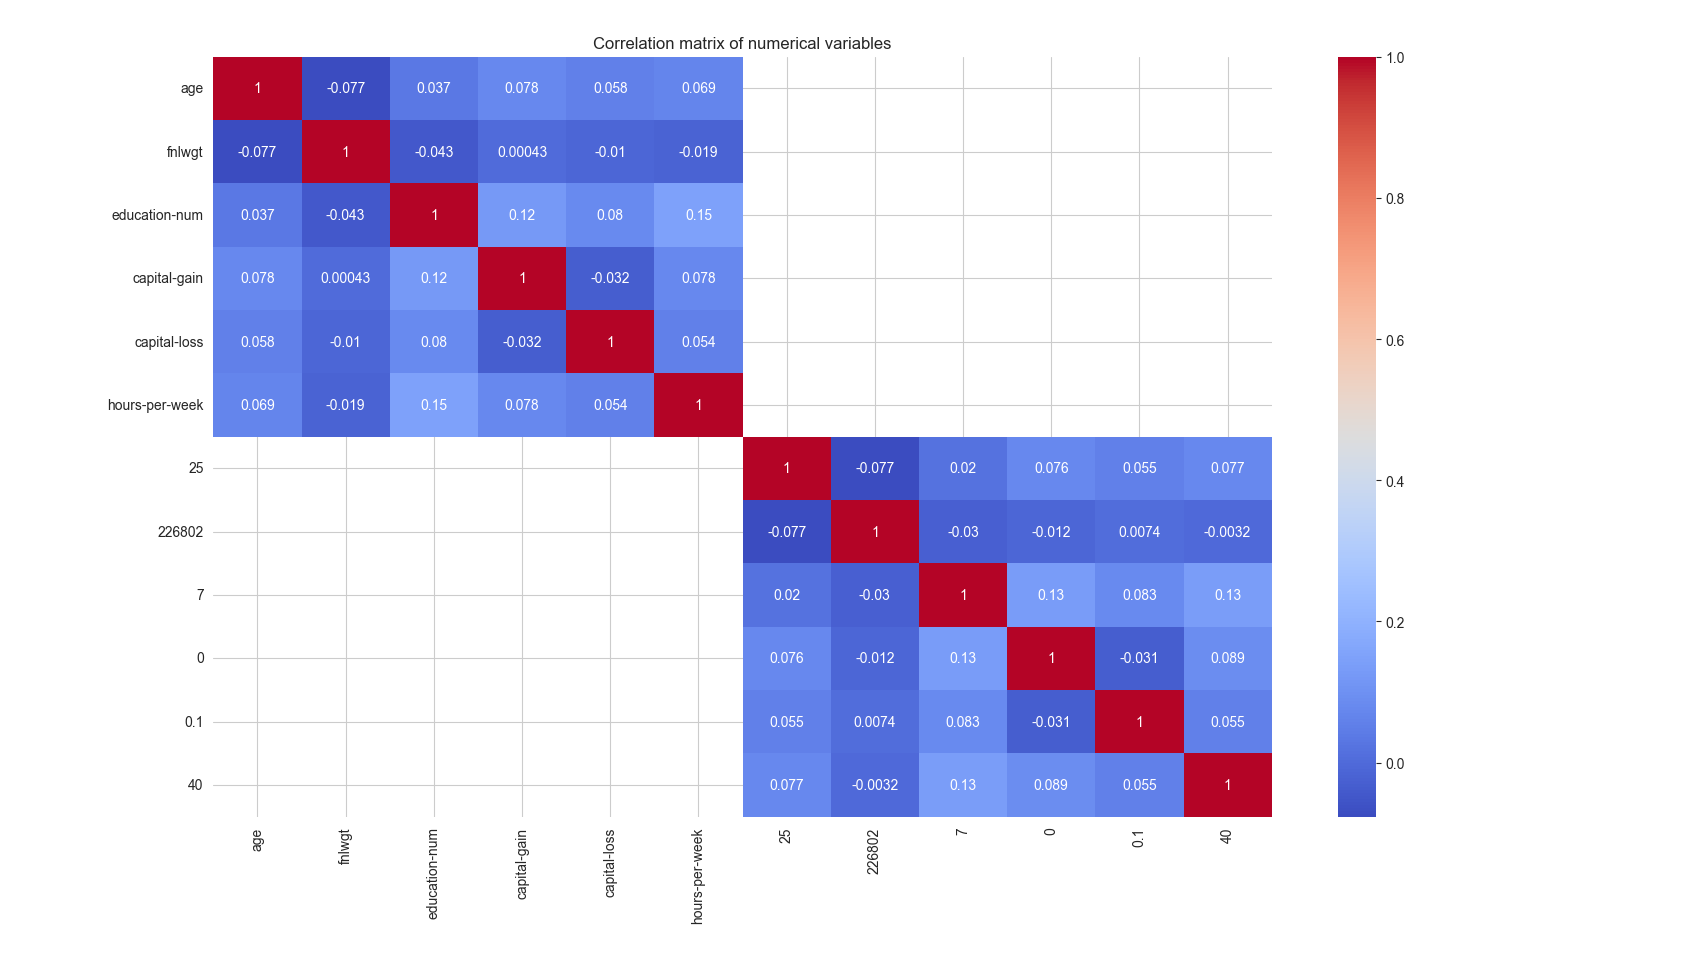 Correlation matrix of numerical variables
age 1 -0.077 0.037 0.078 0.058 0.069
fnlwgt -0.077 1 -0.043 0.00043 -0.01 -0.019
education-num 0.037 -0.043 1 0.12 0.08 0.15
capital-gain 0.078 0.00043 0.12 1 -0.032 0.078
capital-loss 0.058 -0.01 0.08 -0.032 1 0.054
hours-per-week 0.069 -0.019 0.15 0.078 0.054 1
25 1 -0.077 0.02 0.076 0.055 0.077
226802 -0.077 1 -0.03 -0.012 0.0074 -0.0032
7 0.02 -0.03 1 0.13 0.083 0.13
0 0.076 -0.012 0.13 1 -0.031 0.089
0.1 0.055 0.0074 0.083 -0.031 1 0.055
40 0.077 -0.0032 0.13 0.089 0.055 1
age fnlwgt education-num capital-gain capital-loss hours-per-week 25 226802 7 0 0.1 40
1.0
0.8
0.6
0.4
0.2
0.0